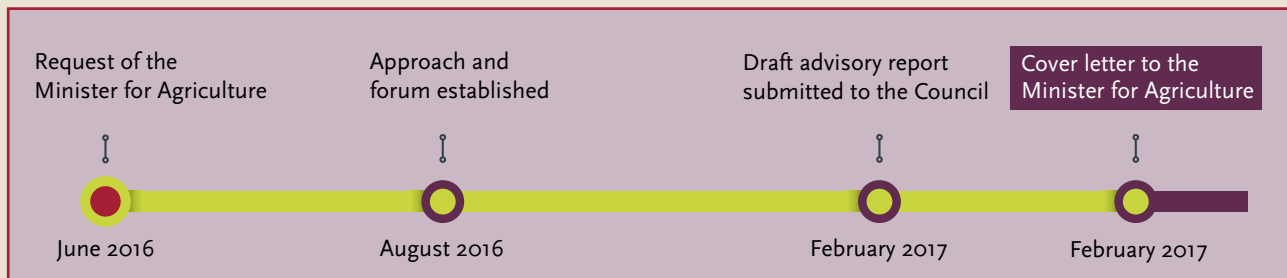 Request of the
Minister for Agriculture
Approach and
forum established
Draft advisory report
submitted to the Council
Cover letter to the
Minister for Agriculture
June 2016
August 2016
February 2017
February 2017